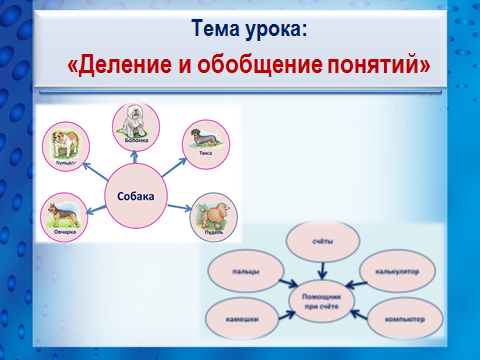 Тема урока:
«Деление и обобщение понятий»
Болонка
Бульдог
Такса
Собака
Овчарка
Пудель
счёты
пальцы
калькулятор
Помощник
при счёте
камешки
компьютер